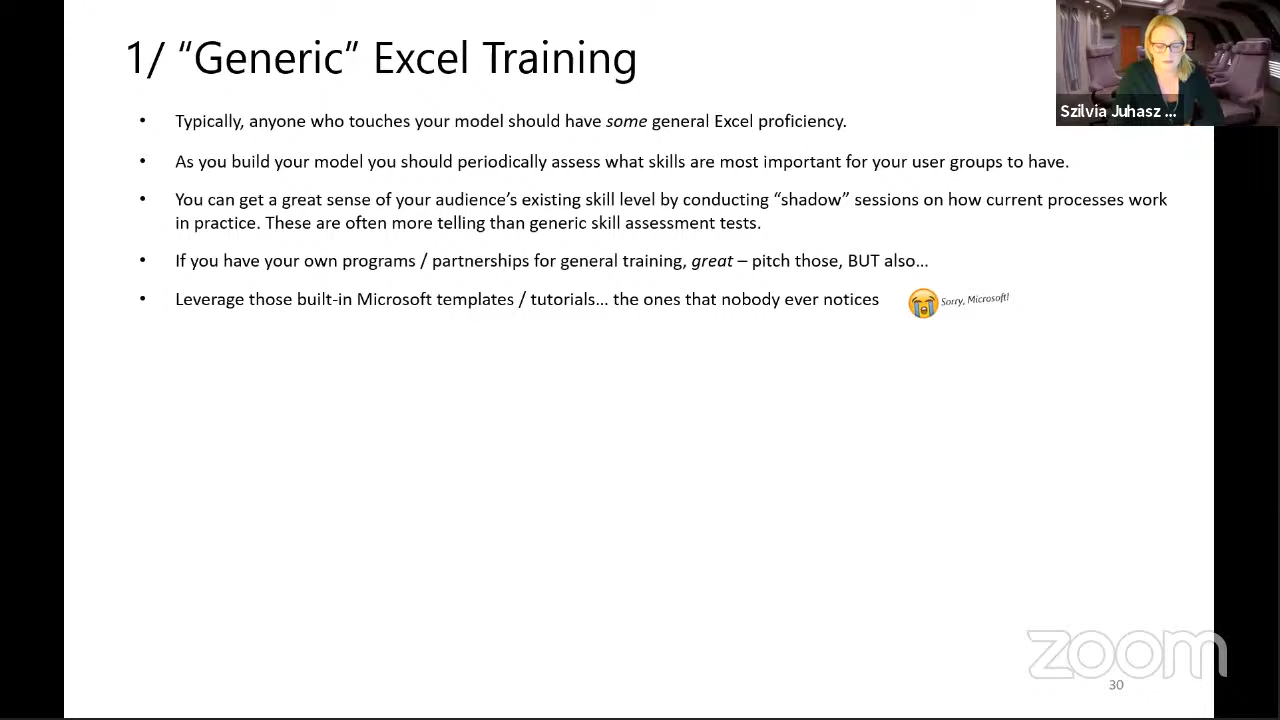 1/ “Generic” Excel Training
Szilvia Juhasz ...
• Typically, anyone who touches your model should have some general Excel proficiency.
• As you build your model you should periodically assess what skills are most important for your user groups to have.
• You can get a great sense of your audience’s existing skill level by conducting “shadow” sessions on how current processes work
in practice. These are often more telling than generic skill assessment tests.
• If you have your own programs / partnerships for general training, great – pitch those, BUT also...
• Leverage those built-in Microsoft templates / tutorials... the ones that nobody ever notices
Sorry, Microsoft!
zoom
30